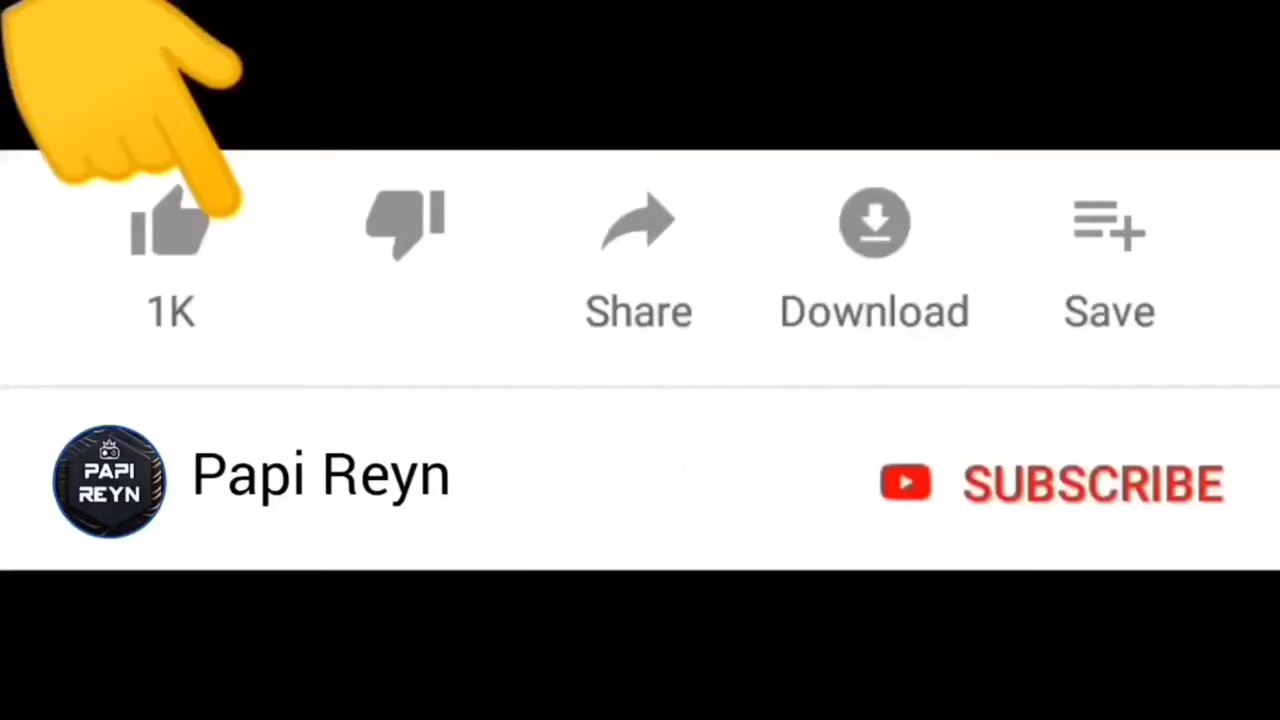 1K
Share
Download
Save
PAPI
REYN
Papi Reyn
SUBSCRIBE